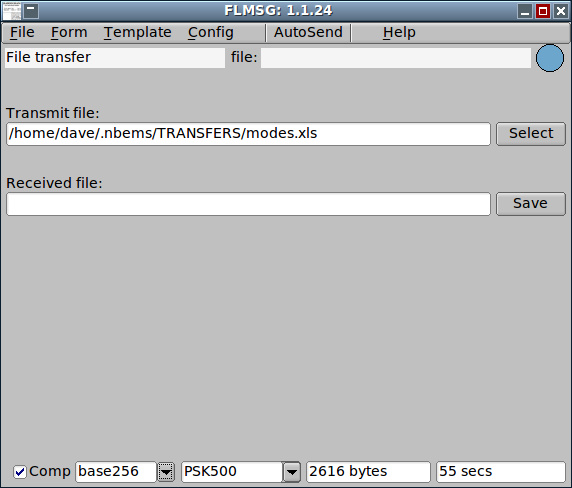 FLMSG: 1.1.24
File Form Template Config AutoSend Help
File transfer file:
Transmit file:
/home/dave/.nbems/TRANSFERS/modes.xls Select
Received file:
Save
Comp base256 PSK500 2616 bytes 55 secs